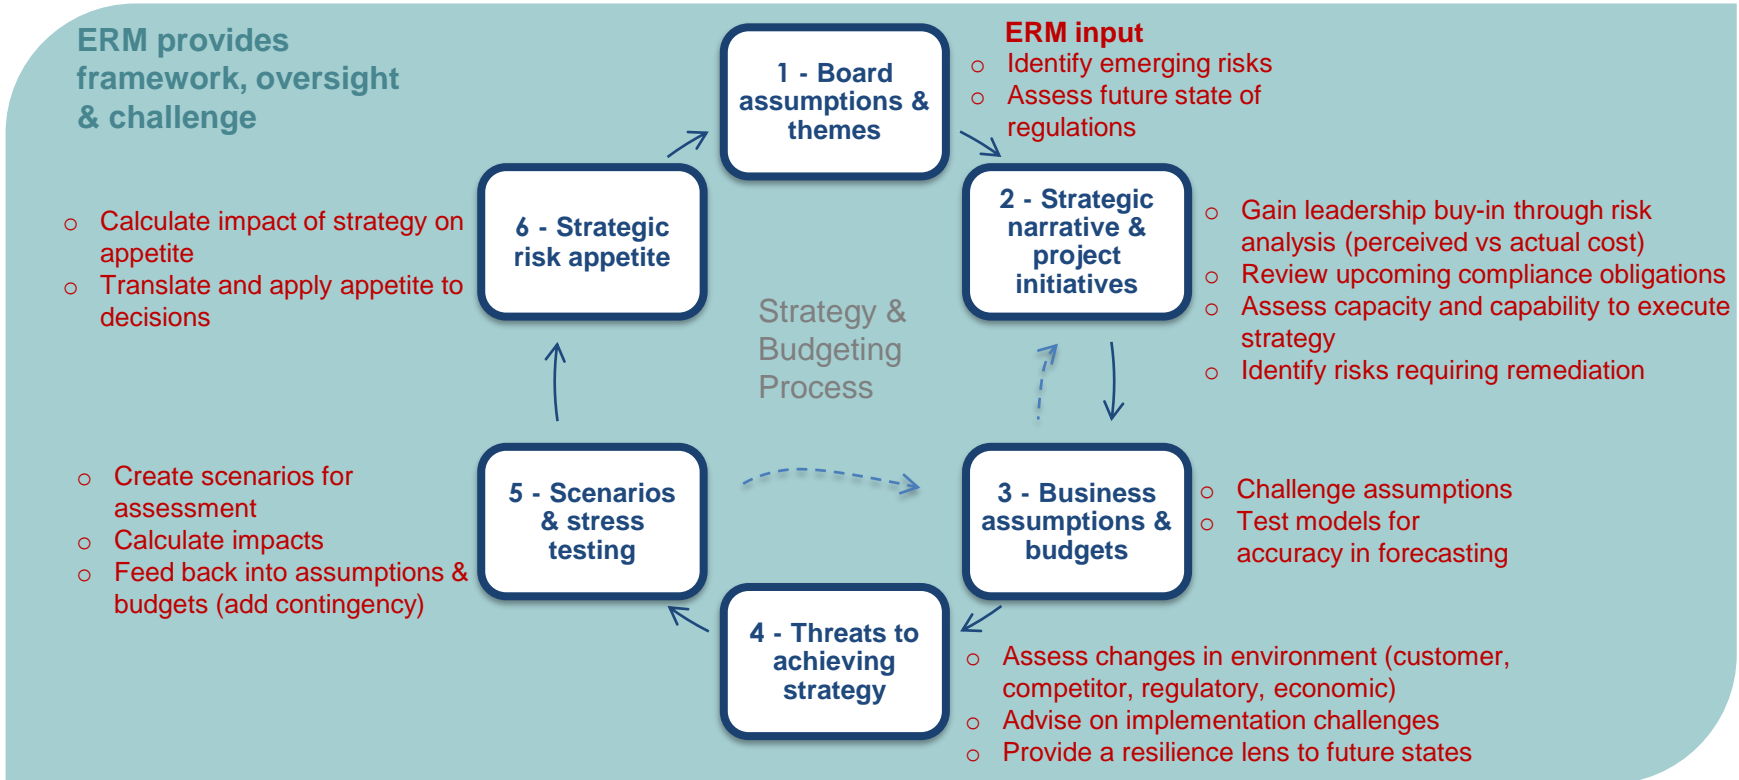 ERM provides
framework, oversight
& challenge
1 - Board
assumptions &
themes
ERM input
o Identify emerging risks
o Assess future state of
regulations
2 - Strategic
narrative &
project
initiatives
o Gain leadership buy-in through risk
analysis (perceived vs actual cost)
o Review upcoming compliance obligations
o Assess capacity and capability to execute
strategy
o Identify risks requiring remediation
3 - Business
assumptions &
budgets
o Challenge assumptions
o Test models for
accuracy in forecasting
4 - Threats to
achieving
strategy
o Assess changes in environment (customer,
competitor, regulatory, economic)
o Advise on implementation challenges
o Provide a resilience lens to future states
5 - Scenarios
& stress
testing
o Create scenarios for
assessment
o Calculate impacts
o Feed back into assumptions &
budgets (add contingency)
6 - Strategic
risk appetite
o Calculate impact of strategy on
appetite
o Translate and apply appetite to
decisions
Strategy &
Budgeting
Process